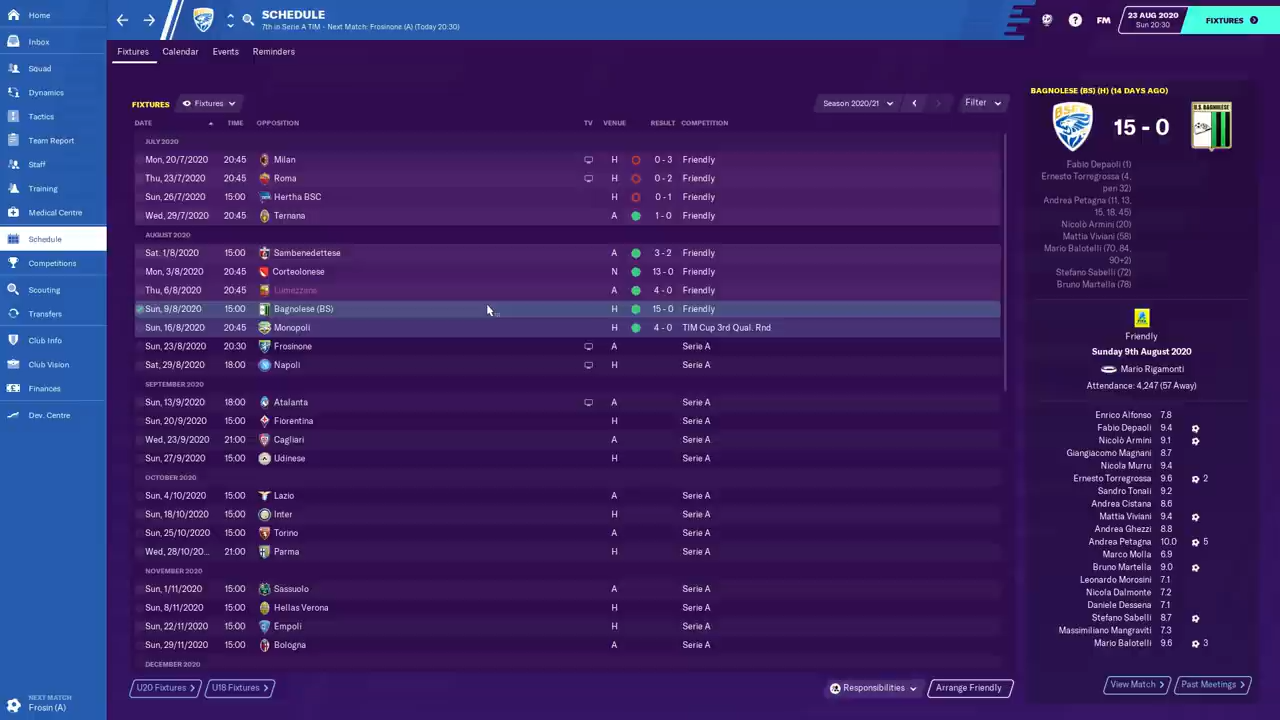 Home
Inbox
Squad
Dynamics
Tactics
Team Report
Staff
Training
Medical Centre
Schedule
Competitions
Scouting
Transfers
Club Info
Club Vision
Finances
Dev. Centre
NEXT MATCH
Frosin (A)
SCHEDULE
7th in Serie A TIM - Next Match: Frosinone (A) (Today 20:30)
FM
23 AUG 2020
Sun 20:30
FIXTURES
Fixtures Calendar Events Reminders
FIXTURES Fixtures Season 2020/21 Filter
DATE TIME OPPOSITION TV VENUE RESULT COMPETITION
JULY 2020
Mon, 20/7/2020 20:45 Milan H 0 - 3 Friendly
Thu, 23/7/2020 20:45 Roma H 0 - 2 Friendly
Sun, 26/7/2020 15:00 Hertha BSC H 0 - 1 Friendly
Wed, 29/7/2020 20:45 Ternana A 1 - 0 Friendly
AUGUST 2020
Sat, 1/8/2020 15:00 Sambenedettese A 3 - 2 Friendly
Mon, 3/8/2020 20:45 Corteolonese N 13 - 0 Friendly
Thu, 6/8/2020 20:45 Lumezzane A 4 - 0 Friendly
Sun, 9/8/2020 15:00 Bagnolese (BS) H 15 - 0 Friendly
Sun, 16/8/2020 20:45 Monopoli H 4 - 0 TIM Cup 3rd Qual. Rnd
Sun, 23/8/2020 20:30 Frosinone A Serie A
Sat, 29/8/2020 18:00 Napoli H Serie A
SEPTEMBER 2020
Sun, 13/9/2020 18:00 Atalanta A Serie A
Sun, 20/9/2020 15:00 Fiorentina H Serie A
Wed, 23/9/2020 21:00 Cagliari A Serie A
Sun, 27/9/2020 15:00 Udinese H Serie A
OCTOBER 2020
Sun, 4/10/2020 15:00 Lazio A Serie A
Sun, 18/10/2020 15:00 Inter H Serie A
Sun, 25/10/2020 15:00 Torino A Serie A
Wed, 28/10/20... 21:00 Parma H Serie A
NOVEMBER 2020
Sun, 1/11/2020 15:00 Sassuolo A Serie A
Sun, 8/11/2020 15:00 Hellas Verona H Serie A
Sun, 22/11/2020 15:00 Empoli H Serie A
Sun, 29/11/2020 15:00 Bologna A Serie A
DECEMBER 2020
U20 Fixtures U18 Fixtures Responsibilities Arrange Friendly
BAGNOLESE (BS) (H) (14 DAYS AGO)
15 - 0
U.S. BAGNOLESE
Fabio Depaoli (1)
Ernesto Torregrossa (4,
pen 32)
Andrea Petagna (11, 13,
15, 18, 45)
Nicolò Armini (20)
Mattia Viviani (58)
Mario Balotelli (70, 84,
90+2)
Stefano Sabelli (72)
Bruno Martella (78)
Friendly
Sunday 9th August 2020
Mario Rigamonti
Attendance: 4,247 (57 Away)
Enrico Alfonso 7.8
Fabio Depaoli 9.4
Nicolò Armini 9.1
Giangiacomo Magnani 8.7
Nicola Murru 9.4
Ernesto Torregrossa 9.6 2
Sandro Tonali 9.2
Andrea Cistana 8.6
Mattia Viviani 9.4
Andrea Ghezzi 8.8
Andrea Petagna 10.0 5
Marco Molla 6.9
Bruno Martella 9.0
Leonardo Morosini 7.1
Nicola Dalmonte 7.2
Daniele Dessena 7.1
Stefano Sabelli 8.7
Massimiliano Mangraviti 7.3
Mario Balotelli 9.6 3
View Match Past Meetings